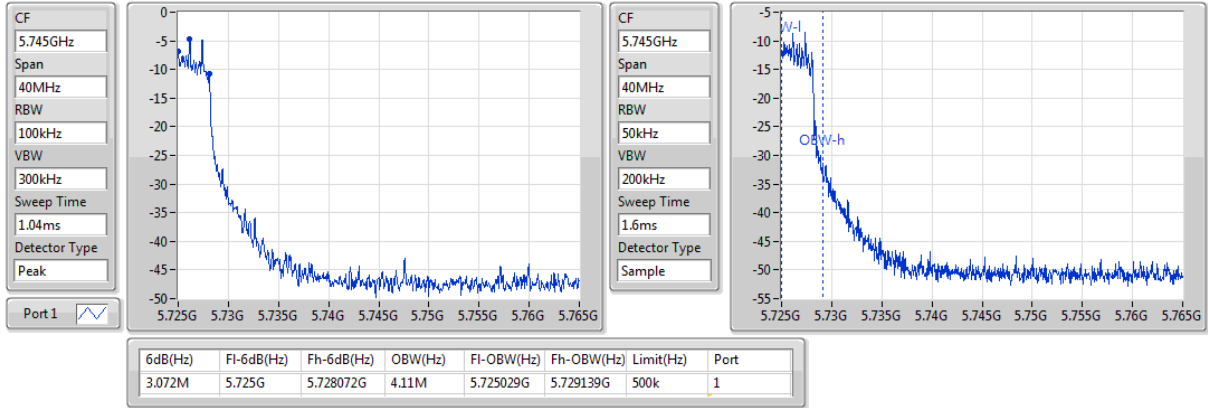 CF
5.745GHz
Span
40MHz
RBW
100kHz
VBW
300kHz
Sweep Time
1.04ms
Detector Type
Peak
Port 1
0
-5
-10
-15
-20
-25
-30
-35
-40
-45
-50
5.725G 5.73G 5.735G 5.74G 5.745G 5.75G 5.755G 5.76G 5.765G
CF
5.745GHz
Span
40MHz
RBW
50kHz
VBW
200kHz
Sweep Time
1.6ms
Detector Type
Sample
-5
-10
-15
-20
-25
-30
-35
-40
-45
-50
-55
W-l
OBW-h
5.725G 5.73G 5.735G 5.74G 5.745G 5.75G 5.755G 5.76G 5.765G
6dB(Hz) Fl-6dB(Hz) Fh-6dB(Hz) OBW(Hz) Fl-OBW(Hz) Fh-OBW(Hz) Limit(Hz) Port
3.072M 5.725G 5.728072G 4.11M 5.725029G 5.729139G 500k 1